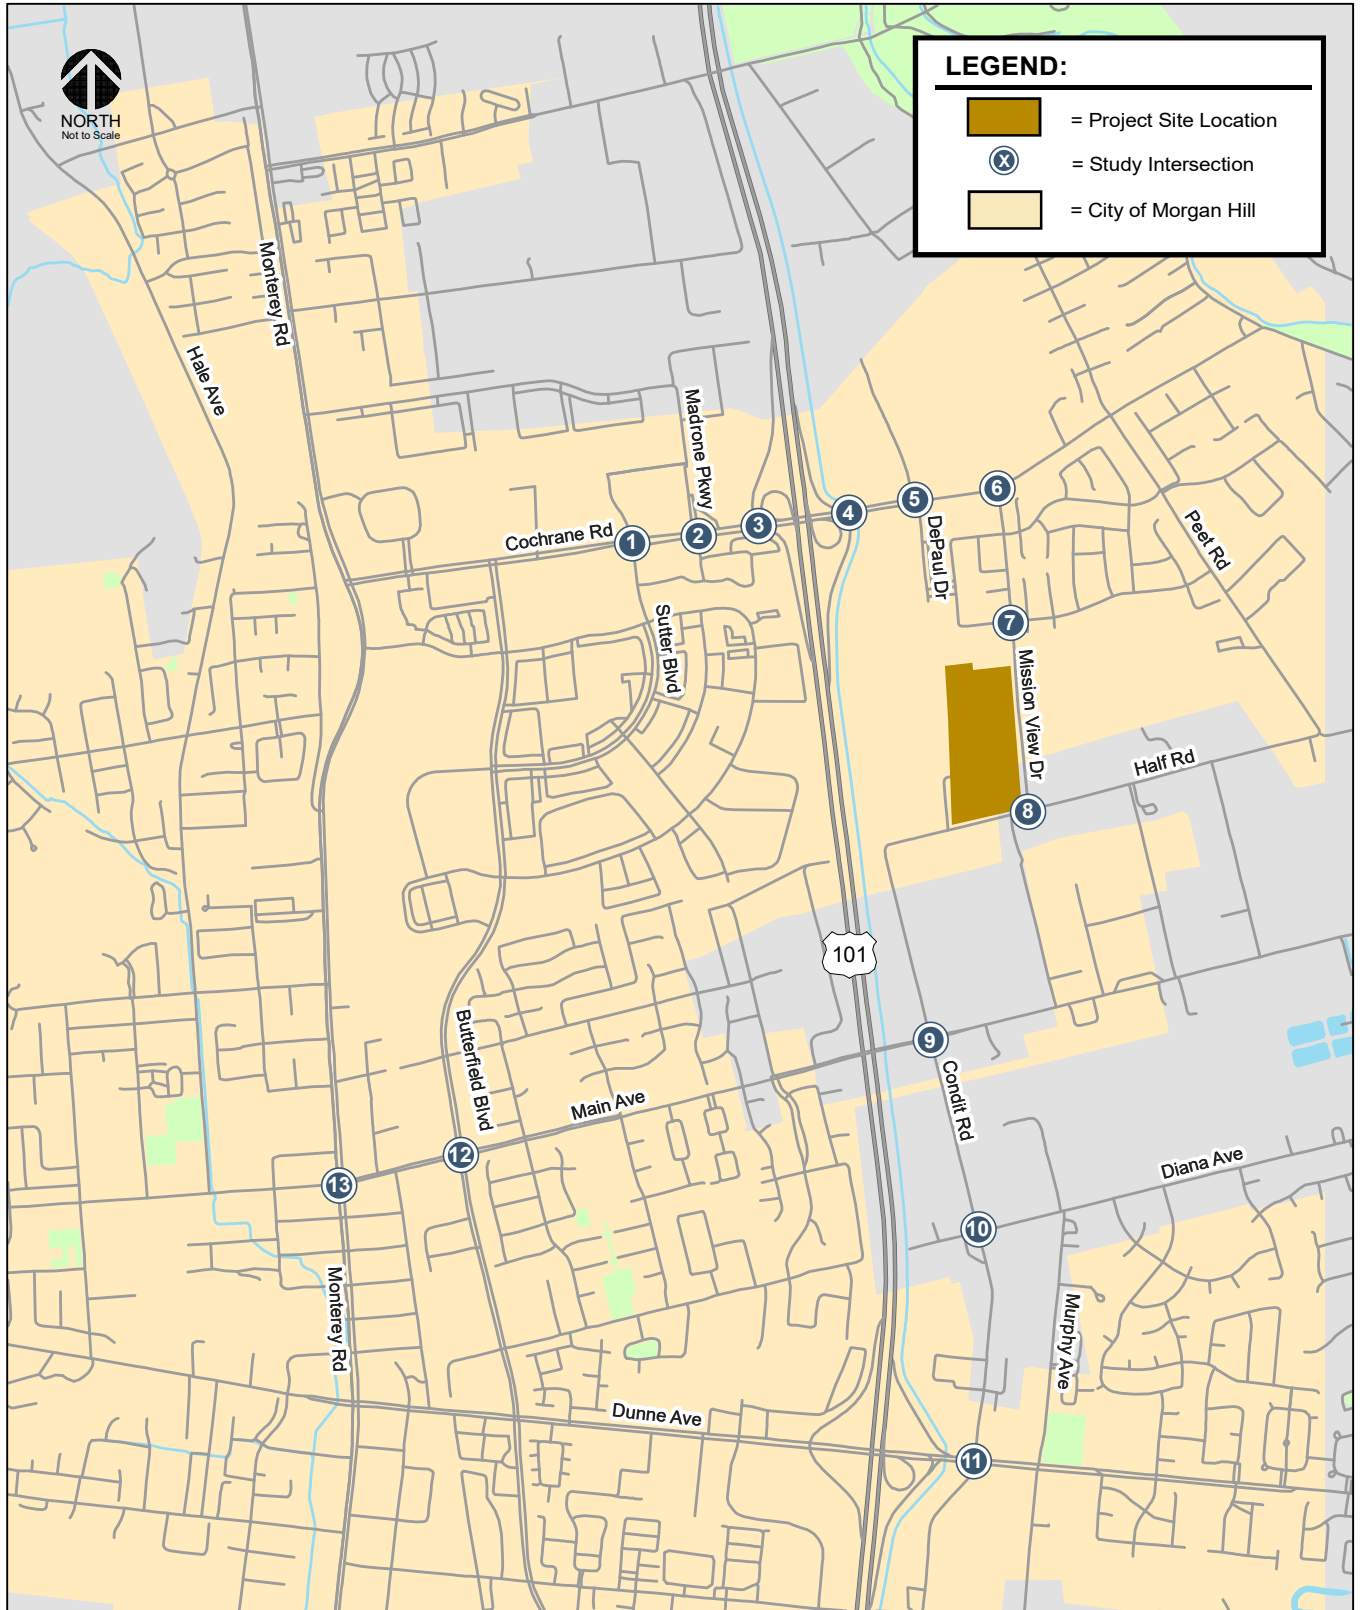 NORTH
Not to Scale
LEGEND:
= Project Site Location
X
= Study Intersection
= City of Morgan Hill
Monterey Rd
Hale Ave
Madrone Pkwy
Cochrane Rd
1
2
3
4
5
6
DePaul Dr
Peet Rd
Sutter Blvd
7
Mission View Dr
Half Rd
8
101
Butterfield Blvd
9
Main Ave
Condit Rd
12
13
Diana Ave
10
Monterey Rd
Murphy Ave
Dunne Ave
11